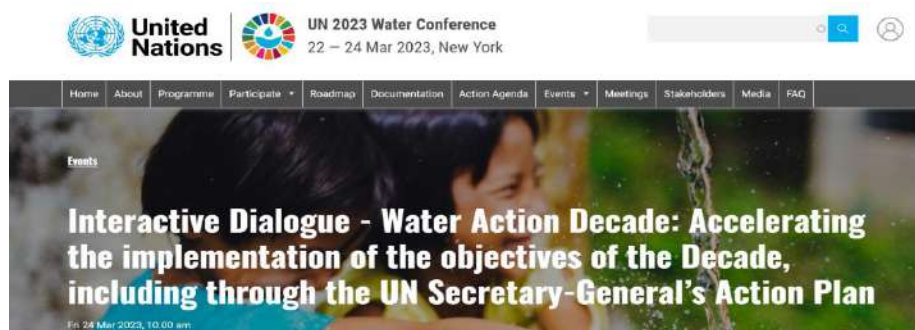 United
Nations
UN 2023 Water Conference
22 – 24 Mar 2023, New York
Home About Programme Participate Roadmap Documentation Action Agenda Events Meetings Stakeholders Media FAQ
Events
Interactive Dialogue - Water Action Decade: Accelerating
the implementation of the objectives of the Decade,
including through the UN Secretary-General's Action Plan
Fri 24 Mar 2023, 10.00 am